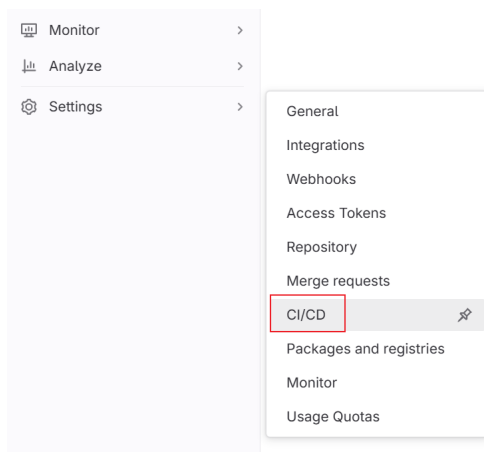 Monitor
Analyze
Settings
General
Integrations
Webhooks
Access Tokens
Repository
Merge requests
CI/CD
Packages and registries
Monitor
Usage Quotas